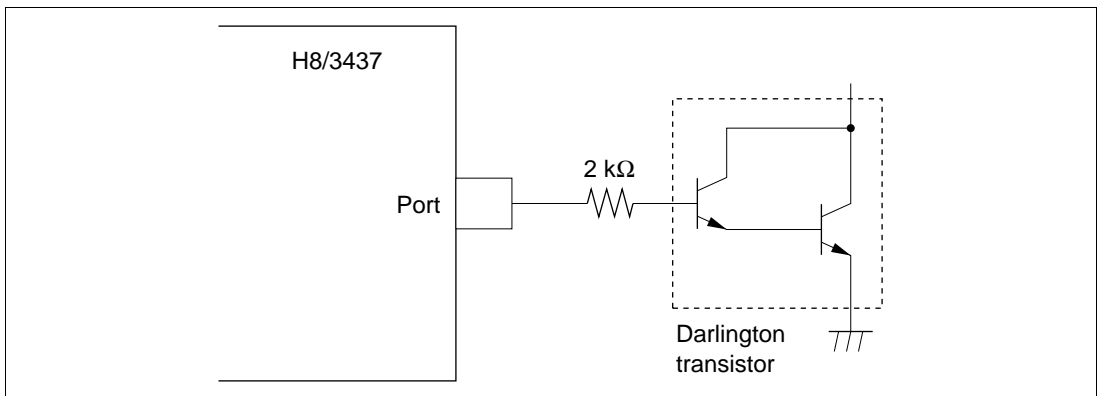 H8/3437
Port
2 kΩ
Darlington
transistor